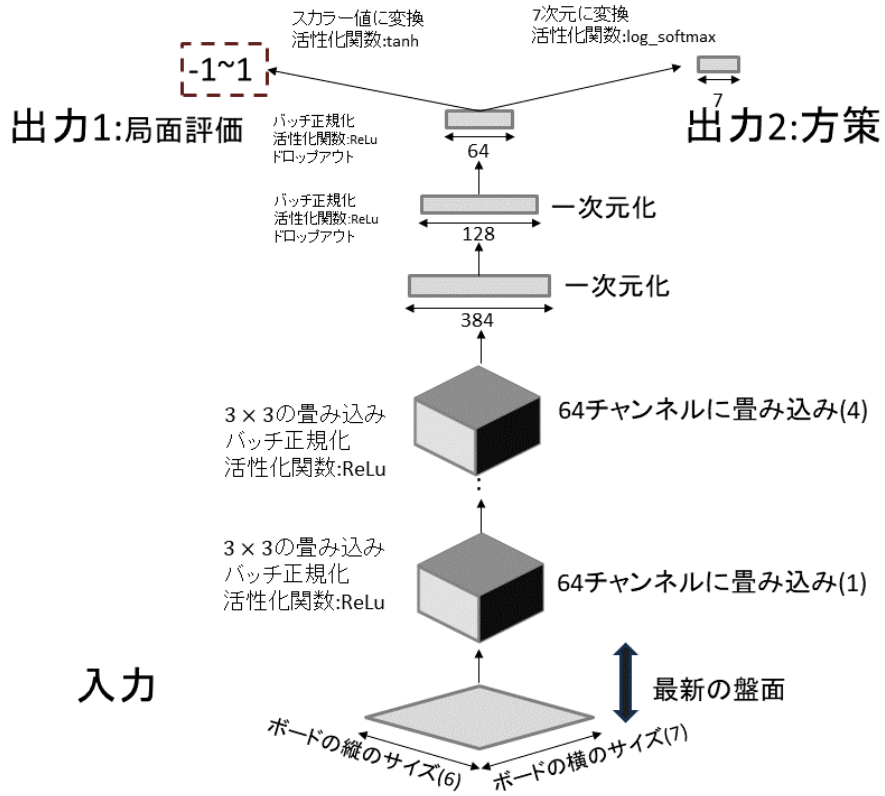 スカラー値に変換
活性化関数:tanh
7次元に変換
活性化関数:log_softmax
-1~1
7
出力1:局面評価
出力2:方策
バッチ正規化
活性化関数:ReLu
ドロップアウト
64
バッチ正規化
活性化関数:ReLu
ドロップアウト
一次元化
128
一次元化
384
3 × 3の畳み込み
バッチ正規化
活性化関数:ReLu
64チャンネルに畳み込み(4)
⋮
3 × 3の畳み込み
バッチ正規化
活性化関数:ReLu
64チャンネルに畳み込み(1)
入力
最新の盤面
ボードの縦のサイズ(6)
ボードの横のサイズ(7)